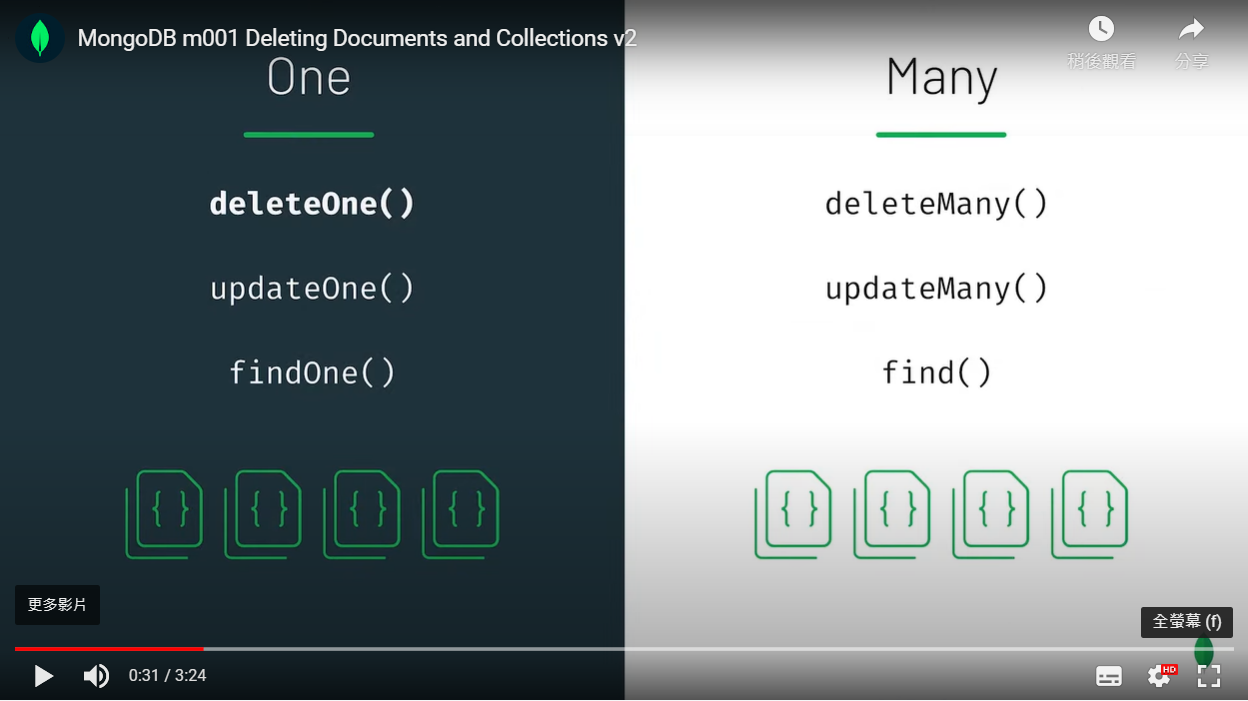 MongoDB m001 Deleting Documents and Collections v2
稍後觀看
分享
One
Many
deleteOne()
deleteMany()
updateOne()
updateMany()
findOne()
find()
{ } { } { } { }
{ } { } { } { }
更多影片
全螢幕 (f)
0:31 / 3:24
HD